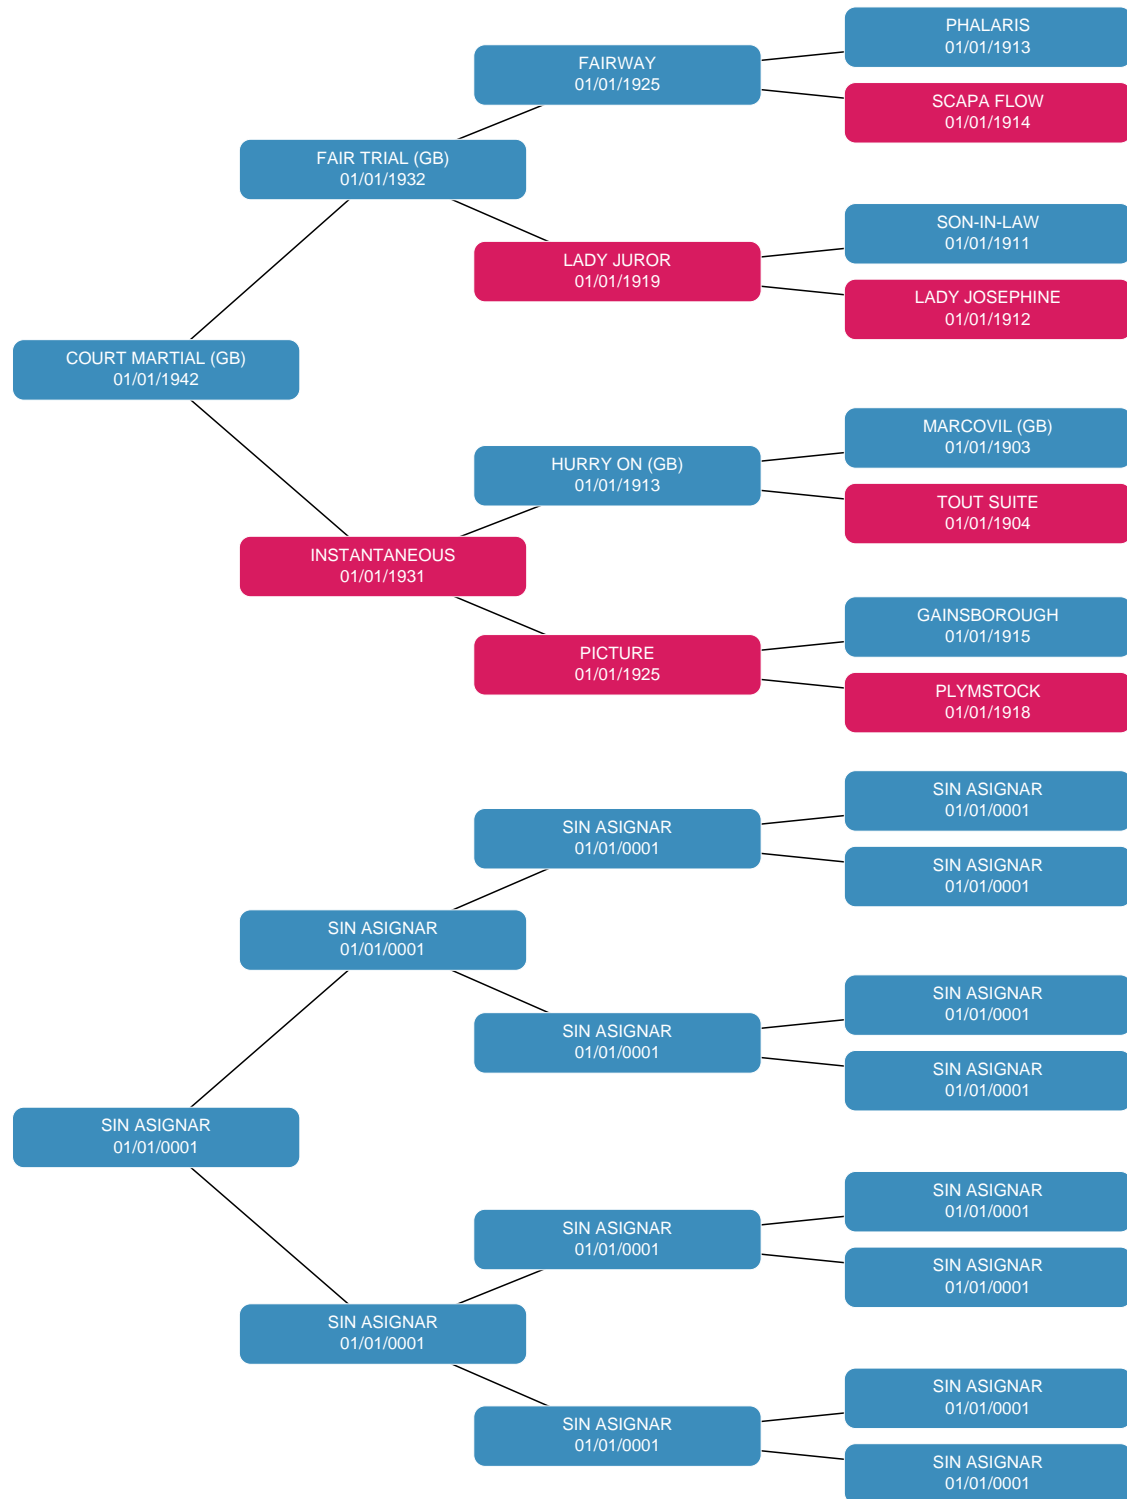 PHALARIS
01/01/1913
FAIRWAY
01/01/1925
SCAPA FLOW
01/01/1914
FAIR TRIAL (GB)
01/01/1932
SON-IN-LAW
01/01/1911
LADY JUROR
01/01/1919
LADY JOSEPHINE
01/01/1912
COURT MARTIAL (GB)
01/01/1942
MARCOVIL (GB)
01/01/1903
HURRY ON (GB)
01/01/1913
TOUT SUITE
01/01/1904
INSTANTANEOUS
01/01/1931
GAINSBOROUGH
01/01/1915
PICTURE
01/01/1925
PLYMSTOCK
01/01/1918
SIN ASIGNAR
01/01/0001
SIN ASIGNAR
01/01/0001
SIN ASIGNAR
01/01/0001
SIN ASIGNAR
01/01/0001
SIN ASIGNAR
01/01/0001
SIN ASIGNAR
01/01/0001
SIN ASIGNAR
01/01/0001
SIN ASIGNAR
01/01/0001
SIN ASIGNAR
01/01/0001
SIN ASIGNAR
01/01/0001
SIN ASIGNAR
01/01/0001
SIN ASIGNAR
01/01/0001
SIN ASIGNAR
01/01/0001
SIN ASIGNAR
01/01/0001
SIN ASIGNAR
01/01/0001